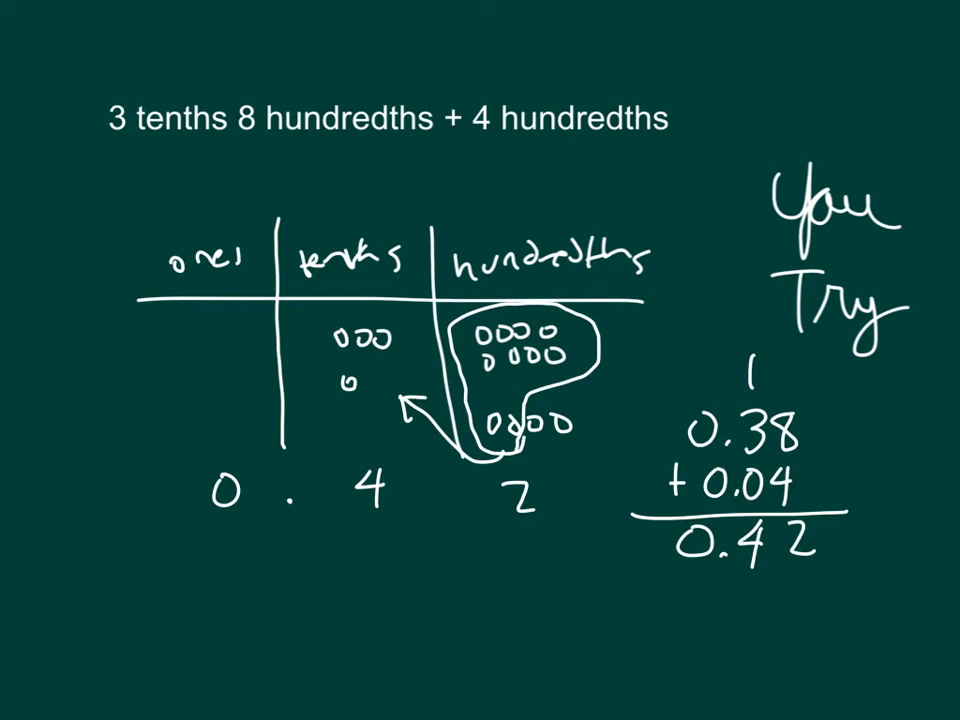 3 tenths 8 hundredths + 4 hundredths
You
Try
ones tenths hundredths
1
0.38
+ 0.04
0.42
0 . 4 2